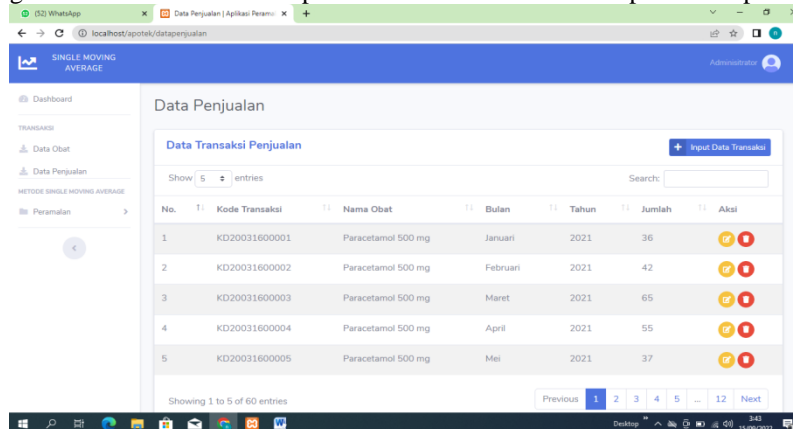 (52) WhatsApp
Data Penjualan | Aplikasi Perama
localhost/apotek/datapenjualan
SINGLE MOVING
AVERAGE
Administrator
Dashboard
TRANSAKSI
Data Obat
Data Penjualan
METODE SINGLE MOVING AVERAGE
Peramalan
Data Penjualan
Data Transaksi Penjualan
+ Input Data Transaksi
Show 5 entries
Search:
No. Kode Transaksi Nama Obat Bulan Tahun Jumlah Aksi
1 KD20031600001 Paracetamol 500 mg Januari 2021 36
2 KD20031600002 Paracetamol 500 mg Februari 2021 42
3 KD20031600003 Paracetamol 500 mg Maret 2021 65
4 KD20031600004 Paracetamol 500 mg April 2021 55
5 KD20031600005 Paracetamol 500 mg Mei 2021 37
Showing 1 to 5 of 60 entries
Previous 1 2 3 4 5 ... 12 Next
Desktop
3:43
15/06/2022